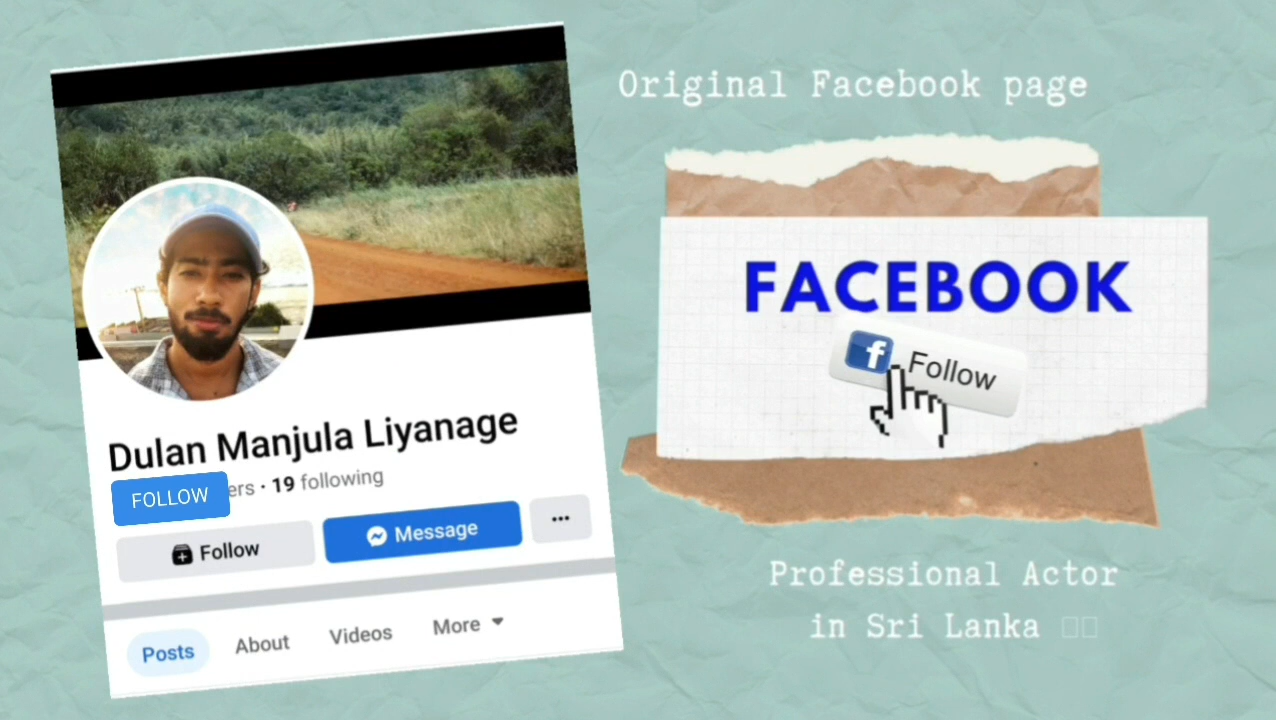 Dulan Manjula Liyanage
FOLLOW
ers · 19 following
Follow
Message
Posts
About
Videos
More
Original Facebook page
FACEBOOK
f Follow
Professional Actor
in Sri Lanka